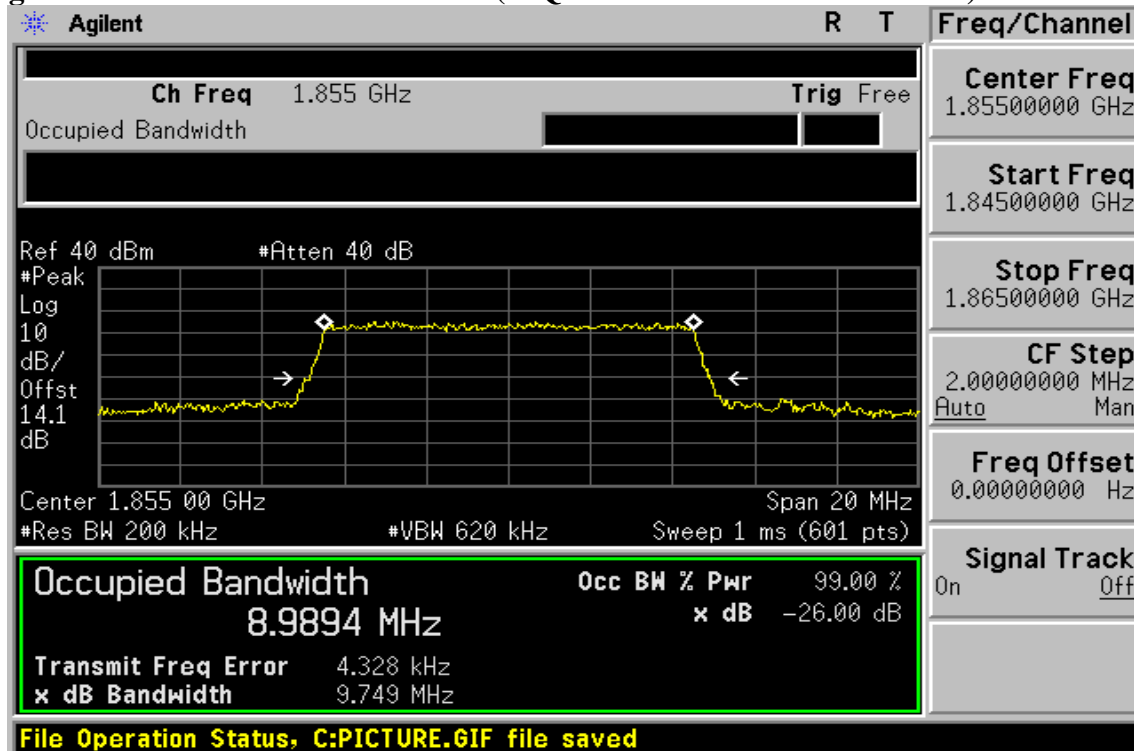 Agilent R T Freq/Channel
Ch Freq 1.855 GHz Trig Free
Occupied Bandwidth
Center Freq
1.85500000 GHz
Start Freq
1.84500000 GHz
Stop Freq
1.86500000 GHz
CF Step
2.00000000 MHz
Auto Man
Freq Offset
0.00000000 Hz
Signal Track
On Off
Ref 40 dBm #Atten 40 dB
#Peak
Log
10
dB/
Offst
14.1
dB
Center 1.855 00 GHz Span 20 MHz
#Res BW 200 kHz #VBW 620 kHz Sweep 1 ms (601 pts)
Occupied Bandwidth Occ BW % Pwr 99.00 %
8.9894 MHz x dB -26.00 dB
Transmit Freq Error 4.328 kHz
x dB Bandwidth 9.749 MHz
File Operation Status, C:PICTURE.GIF file saved